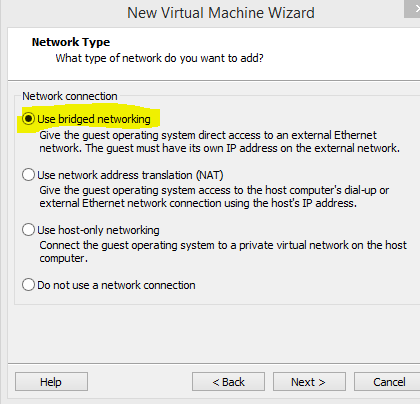 New Virtual Machine Wizard
Network Type
What type of network do you want to add?
Network connection
Use bridged networking
Give the guest operating system direct access to an external Ethernet
network. The guest must have its own IP address on the external network.
Use network address translation (NAT)
Give the guest operating system access to the host computer's dial-up or
external Ethernet network connection using the host's IP address.
Use host-only networking
Connect the guest operating system to a private virtual network on the host
computer.
Do not use a network connection
Help
< Back
Next >
Cancel